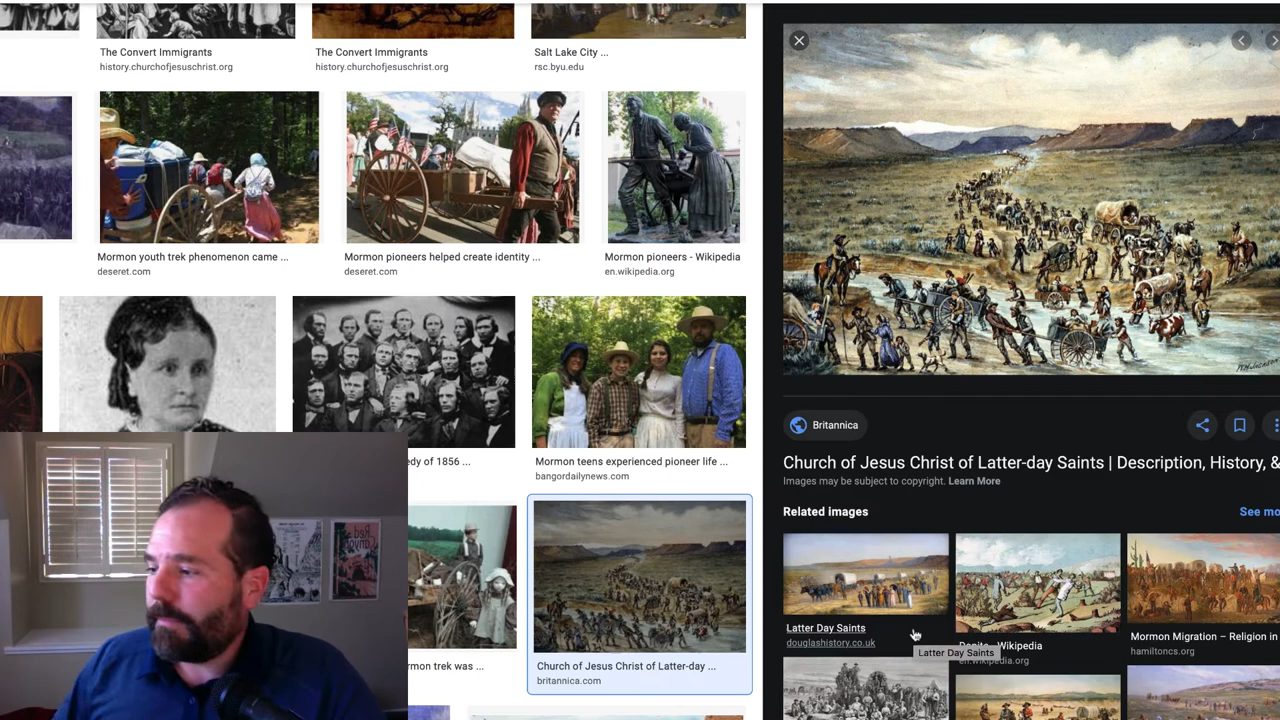 The Convert Immigrants
history.churchofjesuschrist.org
The Convert Immigrants
history.churchofjesuschrist.org
Salt Lake City ...
rsc.byu.edu
Mormon youth trek phenomenon came ...
deseret.com
Mormon pioneers helped create identity ...
deseret.com
Mormon pioneers - Wikipedia
en.wikipedia.org
edy of 1856 ...
Mormon teens experienced pioneer life ...
bangordailynews.com
rmon trek was ...
Church of Jesus Christ of Latter-day ...
britannica.com
Britannica
Church of Jesus Christ of Latter-day Saints | Description, History, &
Images may be subject to copyright. Learn More
Related images
See mo
Latter Day Saints
douglashistory.co.uk
Wikipedia
en.wikipedia.org
Mormon Migration – Religion in
hamiltoncs.org
Latter Day Saints